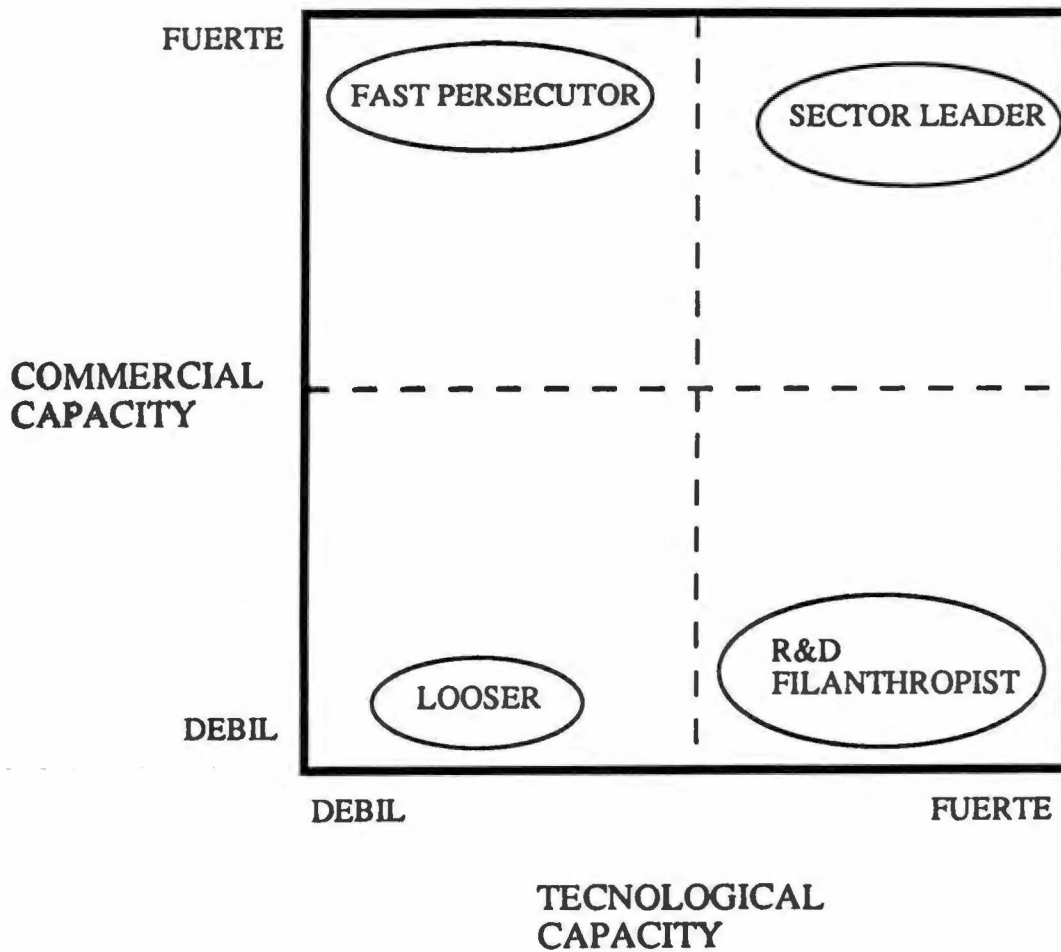 FUERTE
FAST PERSECUTOR
SECTOR LEADER
COMMERCIAL
CAPACITY
R&D
FILANTHROPIST
LOOSER
DEBIL
DEBIL
FUERTE
TECNOLOGICAL
CAPACITY